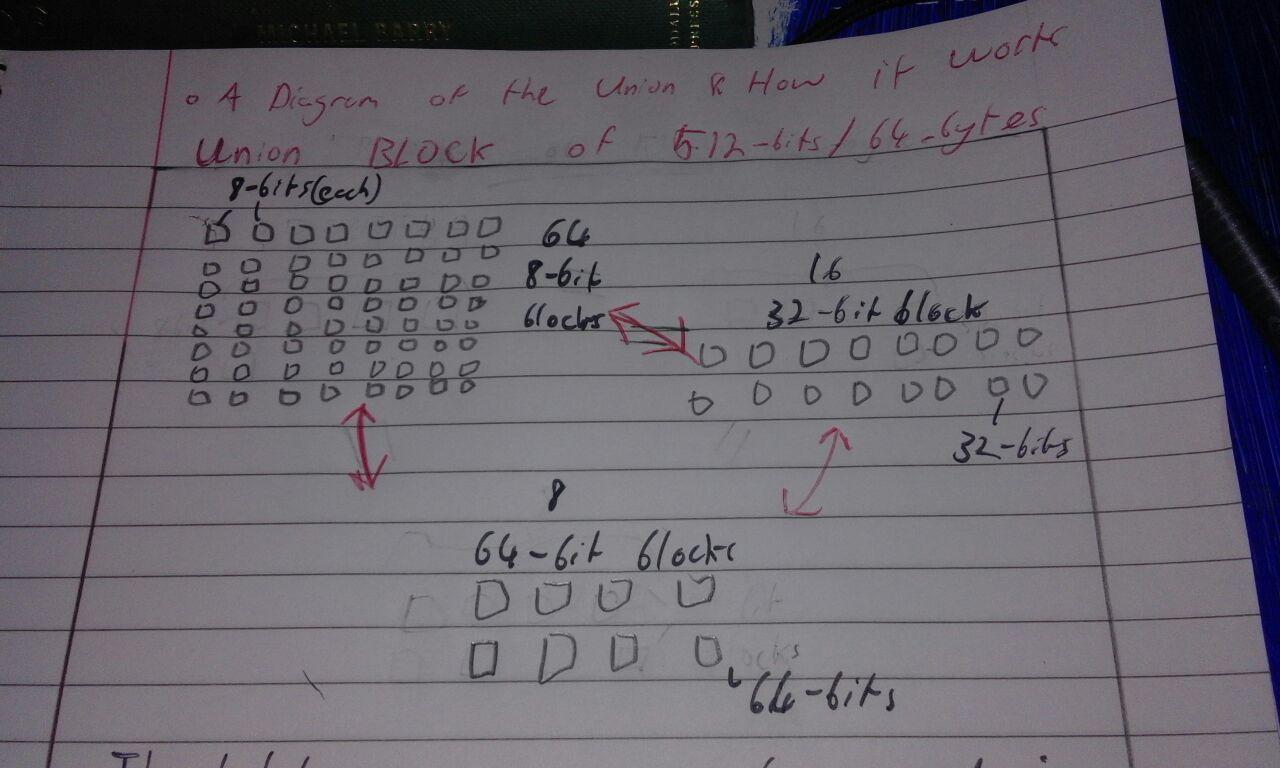 MICHAEL BARRY
o A Diagram of the Union & How it works
Union BLOCK of 512-bits/64-bytes
8-bits(each)
64
8-bit
blocks
16
32-bit block
32-bits
8
64-bit blocks
64-bits